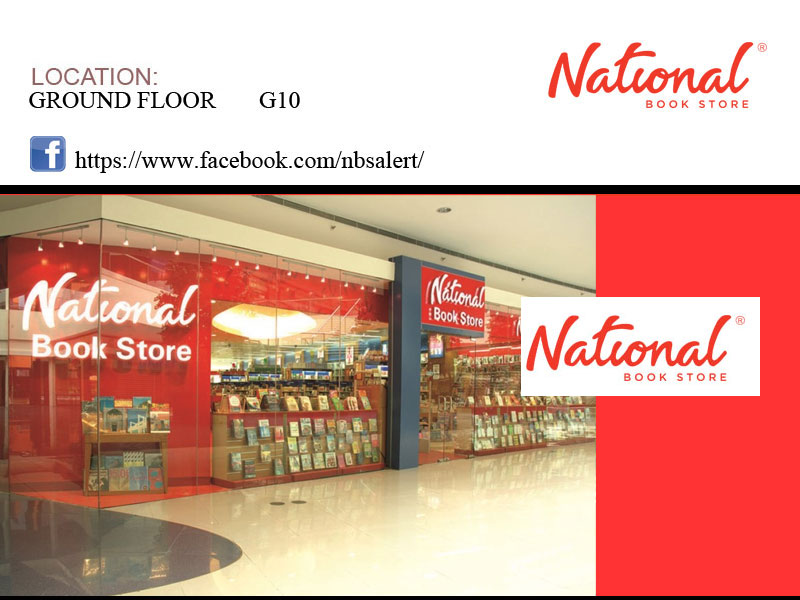 LOCATION:
GROUND FLOOR G10
National®
BOOK STORE
f https://www.facebook.com/nbsalert/
National
Book Store
National
Book Store
National®
BOOK STORE